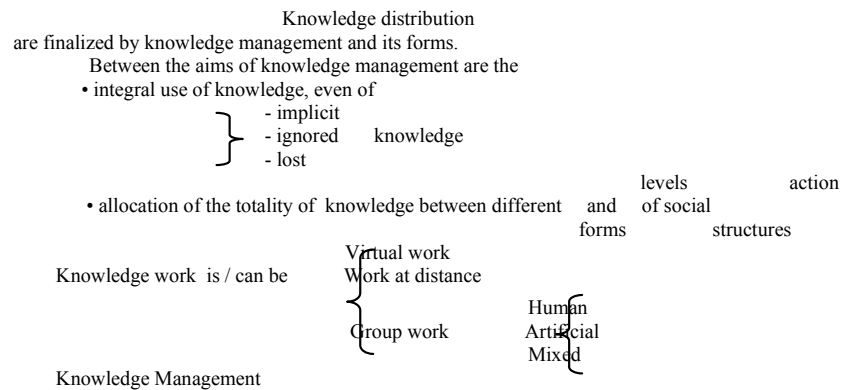 Knowledge distribution
are finalized by knowledge management and its forms.
Between the aims of knowledge management are the
• integral use of knowledge, even of
- implicit
- ignored knowledge
- lost
levels action
• allocation of the totality of knowledge between different and of social
forms structures
Virtual work
Knowledge work is / can be Work at distance
Human
Group work Artificial
Mixed
Knowledge Management